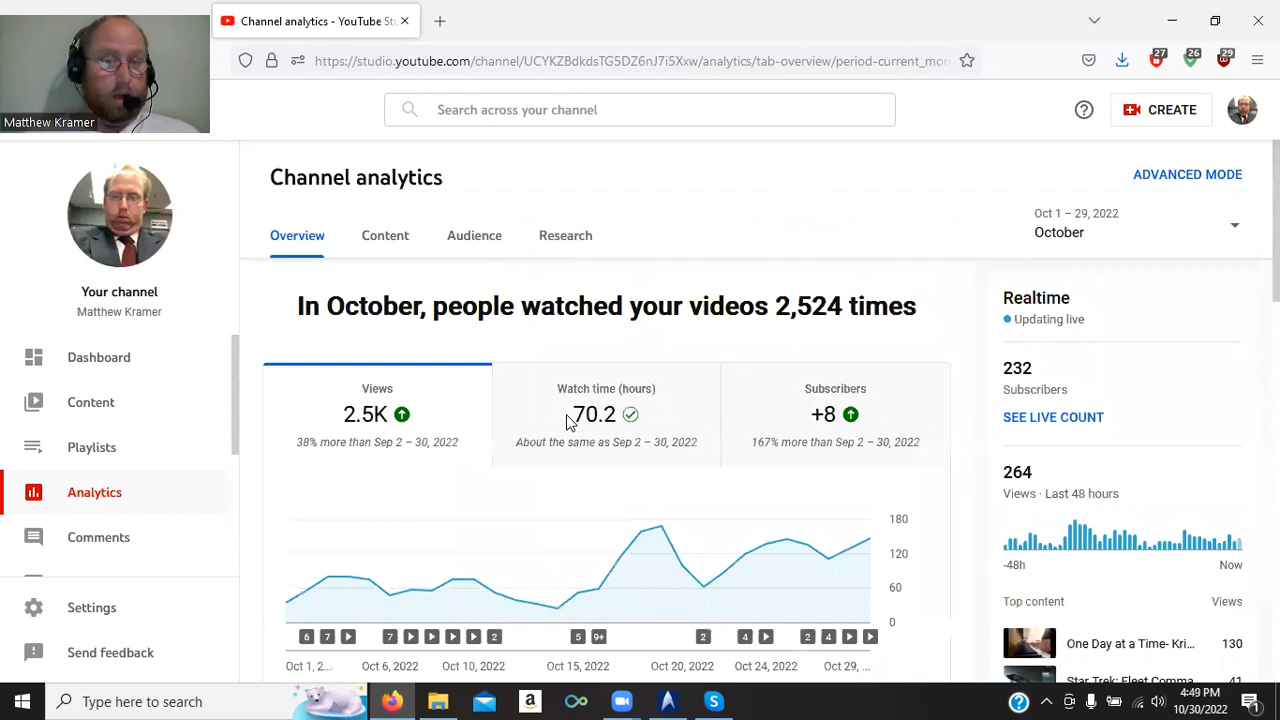 Channel analytics - YouTube Stu
https://studio.youtube.com/channel/UCYKZBdkdsTG5DZ6nJ7i5Xxw/analytics/tab-overview/period-current_mon
27
26
29
Matthew Kramer
Search across your channel
CREATE
Your channel
Matthew Kramer
Dashboard
Content
Playlists
Analytics
Comments
Settings
Send feedback
Channel analytics
ADVANCED MODE
Overview
Content
Audience
Research
Oct 1 – 29, 2022
October
In October, people watched your videos 2,524 times
Views
2.5K
38% more than Sep 2 – 30, 2022
Watch time (hours)
70.2
About the same as Sep 2 – 30, 2022
Subscribers
+8
167% more than Sep 2 – 30, 2022
180
120
60
0
6 7 7 2 5 9+ 2 4 2 4
Oct 1, 2... Oct 6, 2022 Oct 10, 2022 Oct 15, 2022 Oct 20, 2022 Oct 24, 2022 Oct 29, ...
Realtime
Updating live
232
Subscribers
SEE LIVE COUNT
264
Views · Last 48 hours
-48h Now
Top content Views
One Day at a Time- Kri... 130
Star Trek: Fleet Comma... 41
Type here to search
4:49 PM
10/30/2022
1